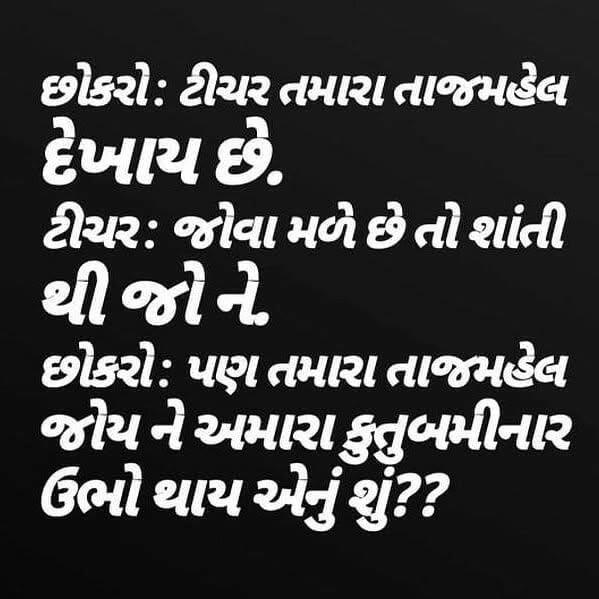 છોકરો: ટીચર તમારા તાજમહેલ
દેખાય છે.
ટીચર: જોવા મળે છે તો શાંતી
થી જો ને.
છોકરો: પણ તમારા તાજમહેલ
જોય ને અમારા કુતુબમીનાર
ઉભો થાય એનું શું??